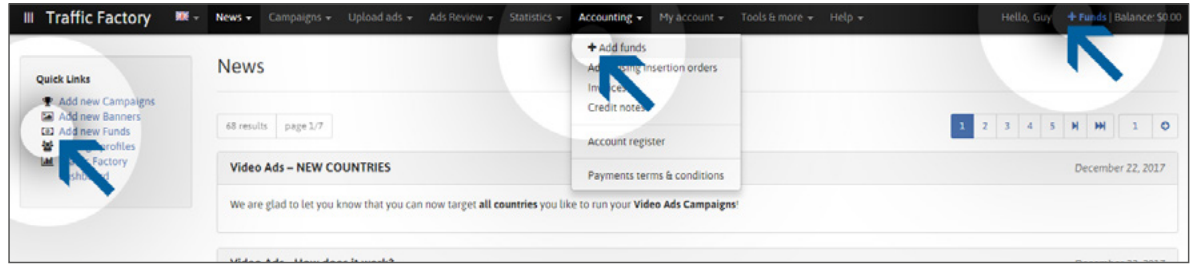 Traffic Factory News Campaigns Upload ads Ads Review Statistics Accounting My account Tools & more Help Hello, Guy + Funds | Balance: $0.00
+ Add funds
insertion orders
Credit notes
Account register
Payments terms & conditions
Quick Links
Add new Campaigns
Add new Banners
Add new Funds
Factory
News
68 results page 1/7
1 2 3 4 5 1
Video Ads – NEW COUNTRIES December 22, 2017
We are glad to let you know that you can now target all countries you like to run your Video Ads Campaigns!